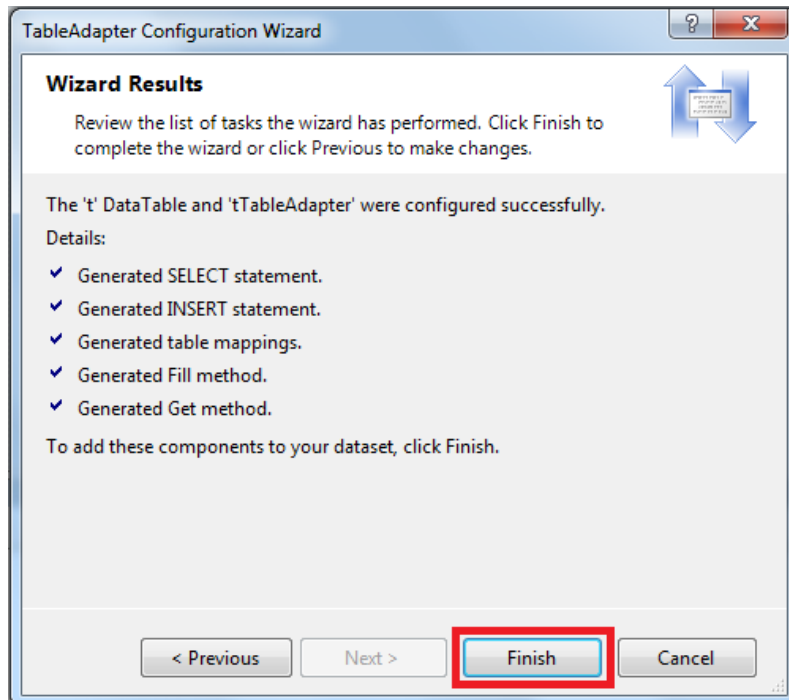 TableAdapter Configuration Wizard
?
Wizard Results
Review the list of tasks the wizard has performed. Click Finish to
complete the wizard or click Previous to make changes.
The 't' DataTable and 'tTableAdapter' were configured successfully.
Details:
Generated SELECT statement.
Generated INSERT statement.
Generated table mappings.
Generated Fill method.
Generated Get method.
To add these components to your dataset, click Finish.
< Previous
Next >
Finish
Cancel